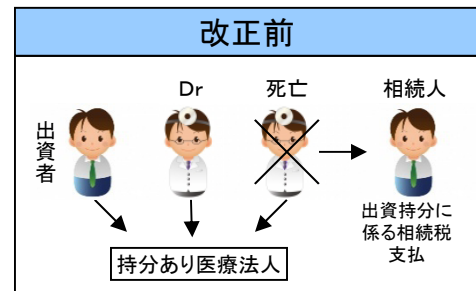 改正前
Dr
死亡
相続人
出資者
出資持分に
係る相続税
支払
持分あり医療法人